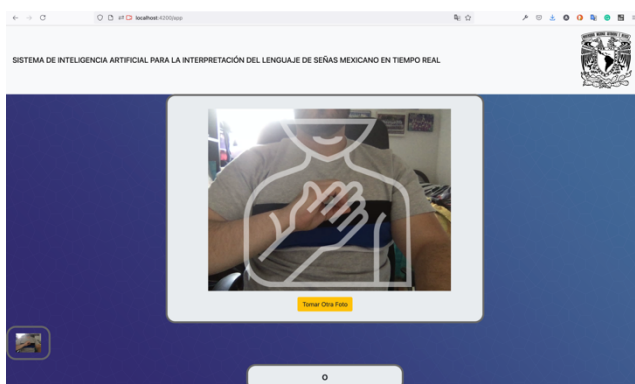 localhost:4200/app
SISTEMA DE INTELIGENCIA ARTIFICIAL PARA LA INTERPRETACIÓN DEL LENGUAJE DE SEÑAS MEXICANO EN TIEMPO REAL
Tomar Otra Foto
O